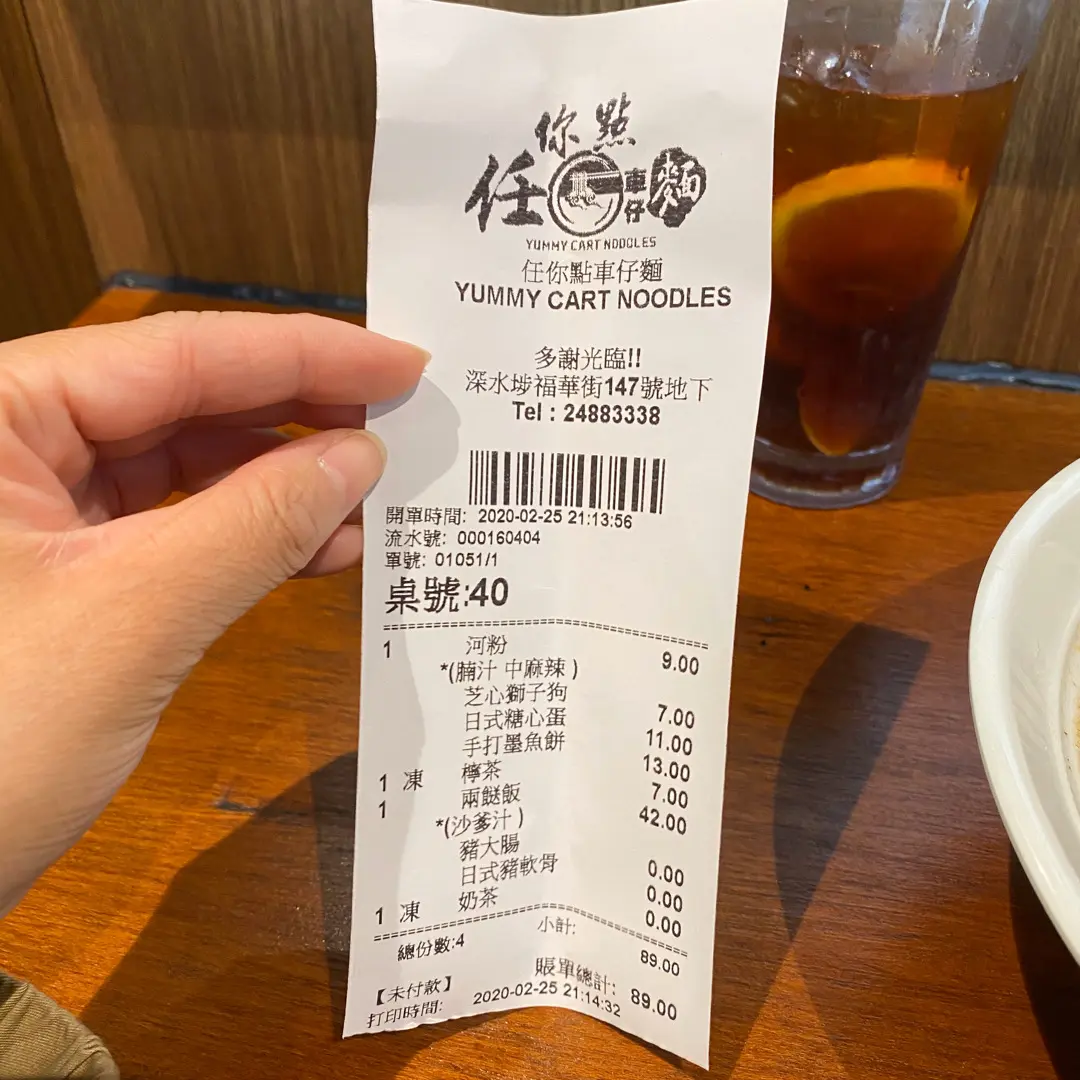 任你點車仔麵
YUMMY CART NOODLES
任你點車仔麵
YUMMY CART NOODLES
多謝光臨!!
深水埗福華街147號地下
Tel : 24883338
開單時間: 2020-02-25 21:13:56
流水號: 000160404
單號: 01051/1
桌號:40
1 河粉 9.00
*(腩汁 中麻辣 )
芝心獅子狗 7.00
日式糖心蛋 11.00
手打墨魚餅 13.00
1 凍 檸茶 7.00
1 兩餸飯 42.00
*(沙爹汁 )
豬大腸 0.00
日式豬軟骨 0.00
1 凍 奶茶 0.00
總份數:4 小計: 89.00
賬單總計: 89.00
【未付款】
打印時間: 2020-02-25 21:14:32